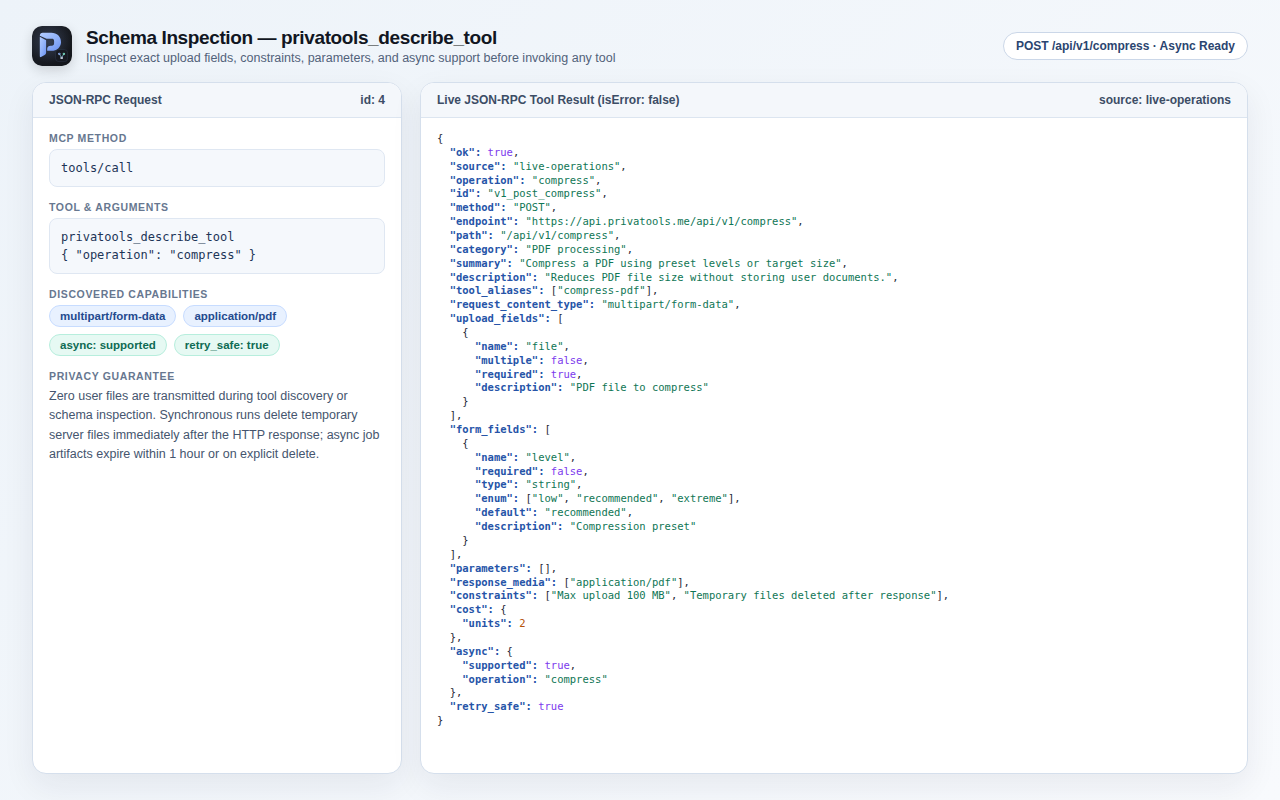 Schema Inspection — privatools_describe_tool
Inspect exact upload fields, constraints, parameters, and async support before invoking any tool
POST /api/v1/compress · Async Ready
JSON-RPC Request
id: 4
MCP METHOD
tools/call
TOOL & ARGUMENTS
privatools_describe_tool
{ "operation": "compress" }
DISCOVERED CAPABILITIES
multipart/form-data
application/pdf
async: supported
retry_safe: true
PRIVACY GUARANTEE
Zero user files are transmitted during tool discovery or
schema inspection. Synchronous runs delete temporary
server files immediately after the HTTP response; async job
artifacts expire within 1 hour or on explicit delete.
Live JSON-RPC Tool Result (isError: false)
source: live-operations
{
  "ok": true,
  "source": "live-operations",
  "operation": "compress",
  "id": "v1_post_compress",
  "method": "POST",
  "endpoint": "https://api.privatools.me/api/v1/compress",
  "path": "/api/v1/compress",
  "category": "PDF processing",
  "summary": "Compress a PDF using preset levels or target size",
  "description": "Reduces PDF file size without storing user documents.",
  "tool_aliases": ["compress-pdf"],
  "request_content_type": "multipart/form-data",
  "upload_fields": [
    {
      "name": "file",
      "multiple": false,
      "required": true,
      "description": "PDF file to compress"
    }
  ],
  "form_fields": [
    {
      "name": "level",
      "required": false,
      "type": "string",
      "enum": ["low", "recommended", "extreme"],
      "default": "recommended",
      "description": "Compression preset"
    }
  ],
  "parameters": [],
  "response_media": ["application/pdf"],
  "constraints": ["Max upload 100 MB", "Temporary files deleted after response"],
  "cost": {
    "units": 2
  },
  "async": {
    "supported": true,
    "operation": "compress"
  },
  "retry_safe": true
}